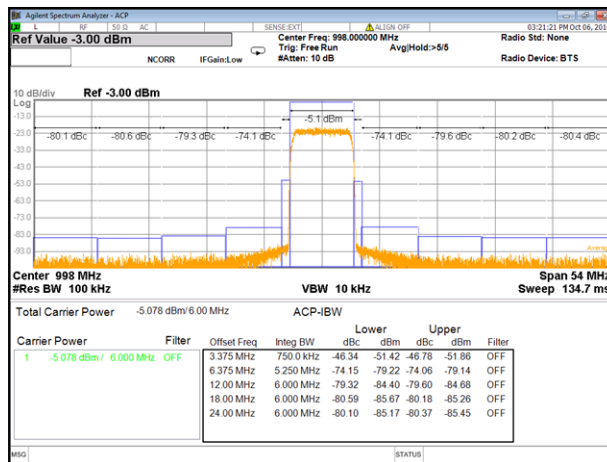 Agilent Spectrum Analyzer - ACP
L RF 50 Ω AC SENSE:EXT ALIGN OFF 03:21:21 PM Oct 06, 201
Ref Value -3.00 dBm Center Freq: 998.000000 MHz Radio Std: None
Trig: Free Run Avg|Hold:>5/5
NCORR IFGain:Low #Atten: 10 dB Radio Device: BTS
10 dB/div Ref -3.00 dBm
Log
-13.0
-5.1 dBm
-23.0
-80.1 dBc -80.6 dBc -79.3 dBc -74.1 dBc -74.1 dBc -79.6 dBc -80.2 dBc -80.4 dBc
-33.0
-43.0
-53.0
-63.0
-73.0
-83.0
-93.0
Center 998 MHz Span 54 MHz
#Res BW 100 kHz VBW 10 kHz Sweep 134.7 ms
Total Carrier Power -5.078 dBm/6.00 MHz ACP-IBW
Lower Upper
Carrier Power Filter Offset Freq Integ BW dBc dBm dBc dBm Filter
1 -5.078 dBm / 6.000 MHz OFF 3.375 MHz 750.0 kHz -46.34 -51.42 -46.78 -51.86 OFF
6.375 MHz 5.250 MHz -74.15 -79.22 -74.06 -79.14 OFF
12.00 MHz 6.000 MHz -79.32 -84.40 -79.60 -84.68 OFF
18.00 MHz 6.000 MHz -80.59 -85.67 -80.18 -85.26 OFF
24.00 MHz 6.000 MHz -80.10 -85.17 -80.37 -85.45 OFF
MSG STATUS